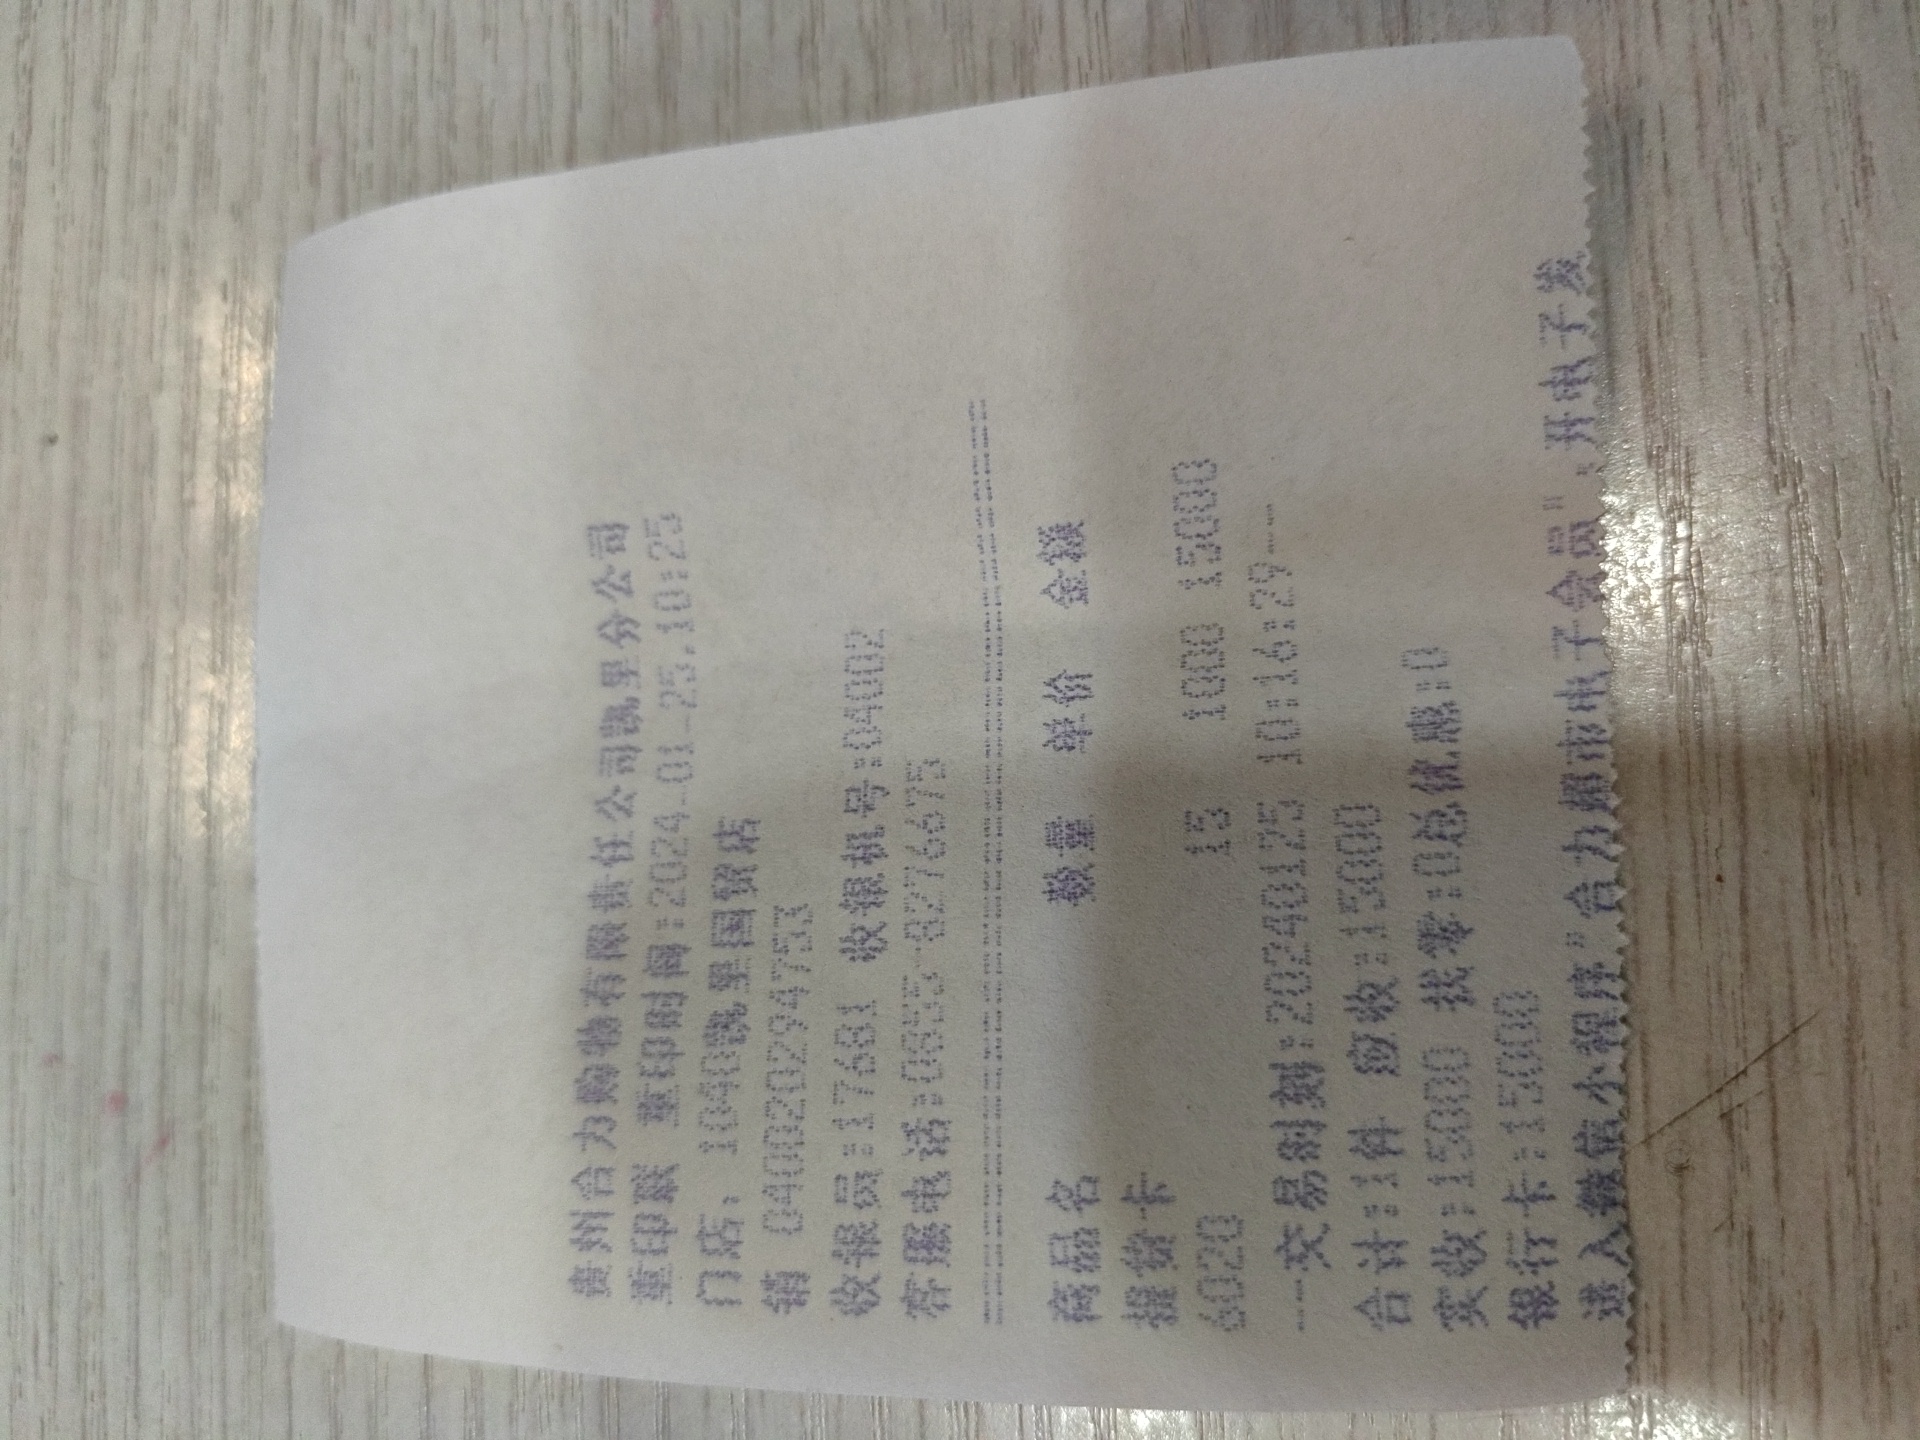 贵州合力购物有限责任公司凯里分公司
重印联 重印时间:2024-01-25,10:25
门店: 1040凯里国贸店
销 040020294753
收银员:17681 收银机号:04002
客服电话:0855-8276675
================================
商品名 数量 单价 金额
提货卡
6020 15 1000 15000
--交易时刻:20240125 10:16:29--
合计:1件 应收:15000
实收:15000 找零:0总优惠:0
银行卡:15000
进入微信小程序"合力超市电子会员",开电子发